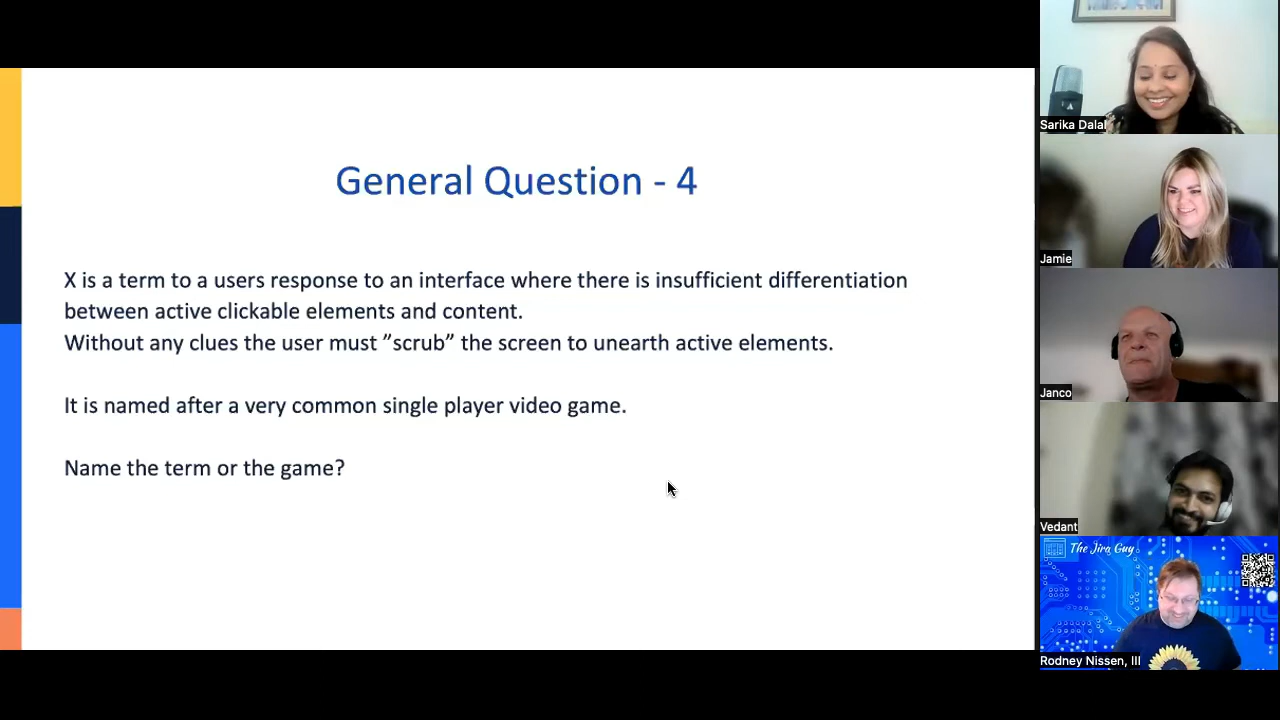 General Question - 4
X is a term to a users response to an interface where there is insufficient differentiation
between active clickable elements and content.
Without any clues the user must ”scrub” the screen to unearth active elements.
It is named after a very common single player video game.
Name the term or the game?
Sarika Dalal
Jamie
Janco
Vedant
The Jira Guy
Rodney Nissen, III